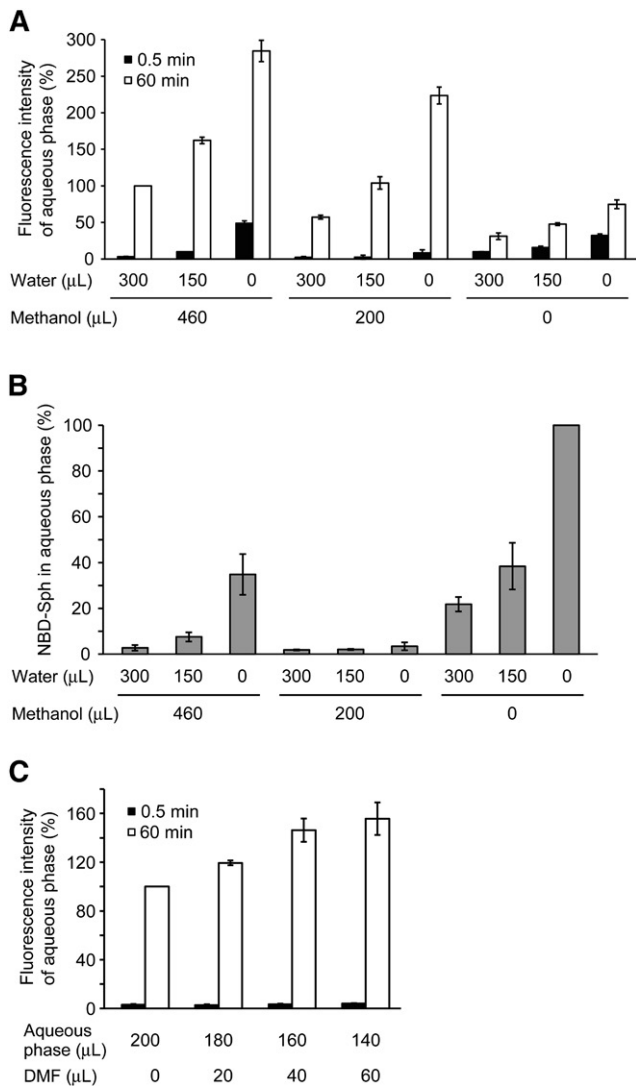 A
Fluorescence intensity
of aqueous phase (%)
300
250
200
150
100
50
0
0.5 min
60 min
Water (μL) 300 150 0 300 150 0 300 150 0
Methanol (μL) 460 200 0
B
NBD-Sph in aqueous phase (%)
100
80
60
40
20
0
Water (μL) 300 150 0 300 150 0 300 150 0
Methanol (μL) 460 200 0
C
Fluorescence intensity
of aqueous phase (%)
160
120
80
40
0
0.5 min
60 min
Aqueous
phase (μL) 200 180 160 140
DMF (μL) 0 20 40 60